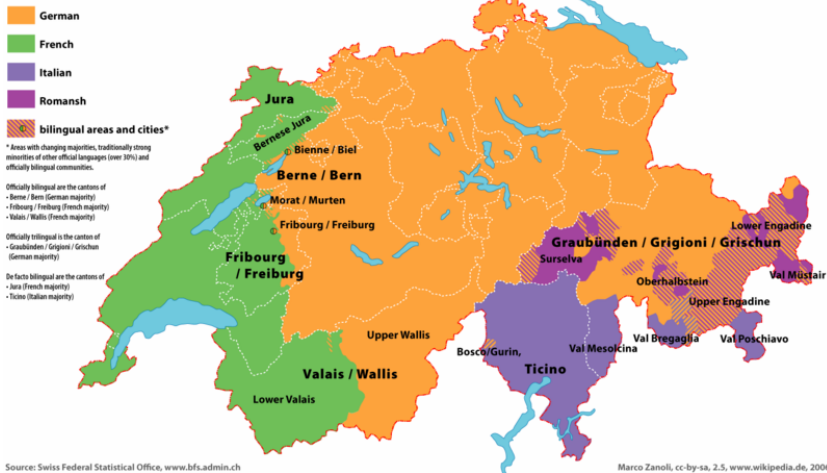 German
French
Italian
Romansh
bilingual areas and cities*
* Areas with changing majorities, traditionally strong
minorities of other official languages (over 30%) and
officially bilingual communities.
Officially bilingual are the cantons of
• Berne / Bern (German majority)
• Fribourg / Freiburg (French majority)
• Valais / Wallis (French majority)
Officially trilingual is the canton of
• Graubünden / Grigioni / Grischun
(German majority)
De facto bilingual are the cantons of
• Jura (French majority)
• Ticino (Italian majority)
Jura
Bernese Jura
Bienne / Biel
Berne / Bern
Morat / Murten
Fribourg / Freiburg
Fribourg
/ Freiburg
Lower Engadine
Graubünden / Grigioni / Grischun
Surselva
Val Müstair
Oberhalbstein
Upper Engadine
Upper Wallis
Val Bregaglia
Val Poschiavo
Bosco/Gurin,
Val Mesolcina
Ticino
Valais / Wallis
Lower Valais
Source: Swiss Federal Statistical Office, www.bfs.admin.ch
Marco Zanoli, cc-by-sa, 2.5, www.wikipedia.de,